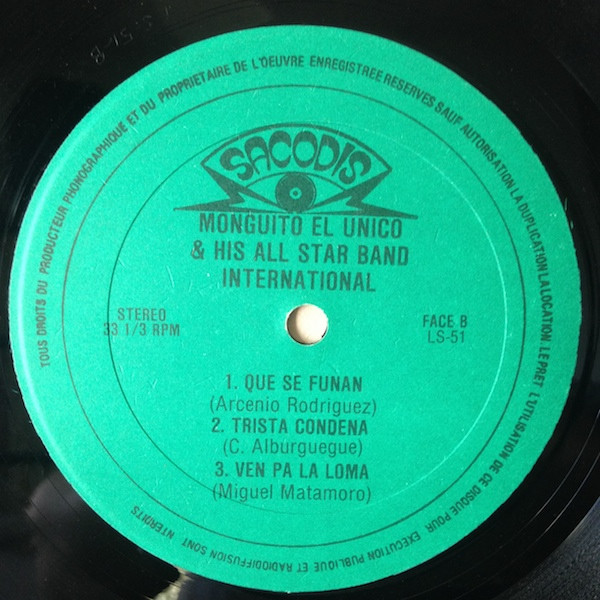 TOUS DROITS DU PRODUCTEUR PHONOGRAPHIQUE ET DU PROPRIETAIRE DE L'OEUVRE ENREGISTREE RESERVES SAUF AUTORISATION LA DUPLICATION LA LOCATION LE PRET L'UTILISATION DE CE DISQUE POUR EXECUTION PUBLIQUE ET RADIODIFFUSION SONT INTERDITS
SACODIS
MONGUITO EL UNICO
& HIS ALL STAR BAND
INTERNATIONAL
STEREO
33 1/3 RPM
FACE B
LS-51
1. QUE SE FUNAN
(Arcenio Rodriguez)
2. TRISTA CONDENA
(C. Alburguegue)
3. VEN PA LA LOMA
(Miguel Matamoro)